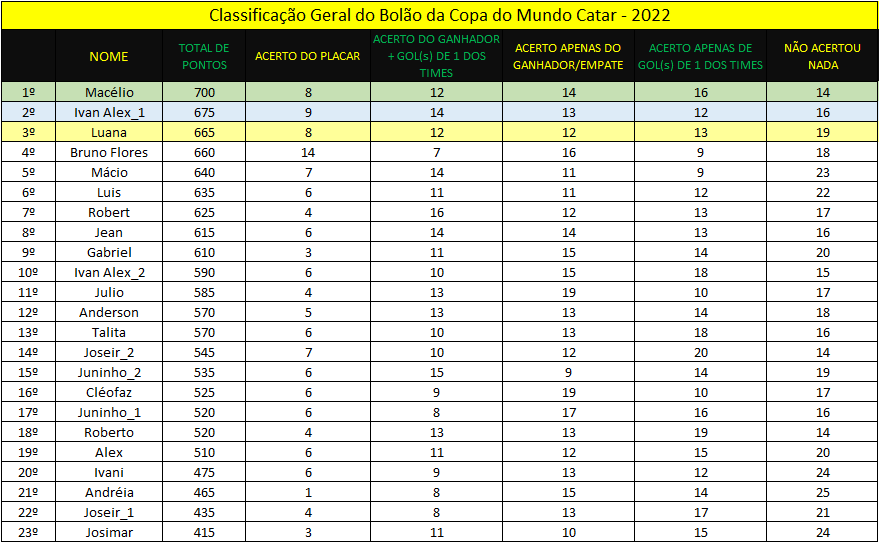 Classificação Geral do Bolão da Copa do Mundo Catar - 2022
NOME TOTAL DE PONTOS ACERTO DO PLACAR ACERTO DO GANHADOR + GOL(s) DE 1 DOS TIMES ACERTO APENAS DO GANHADOR/EMPATE ACERTO APENAS DE GOL(s) DE 1 DOS TIMES NÃO ACERTOU NADA
1º Macélio 700 8 12 14 16 14
2º Ivan Alex_1 675 9 14 13 12 16
3º Luana 665 8 12 12 13 19
4º Bruno Flores 660 14 7 16 9 18
5º Mácio 640 7 14 11 9 23
6º Luis 635 6 11 11 12 22
7º Robert 625 4 16 12 13 17
8º Jean 615 6 14 14 13 16
9º Gabriel 610 3 11 15 14 20
10º Ivan Alex_2 590 6 10 15 18 15
11º Julio 585 4 13 19 10 17
12º Anderson 570 5 13 13 14 18
13º Talita 570 6 10 13 18 16
14º Joseir_2 545 7 10 12 20 14
15º Juninho_2 535 6 15 9 14 19
16º Cléofaz 525 6 9 19 10 17
17º Juninho_1 520 6 8 17 16 16
18º Roberto 520 4 13 13 19 14
19º Alex 510 6 11 12 15 20
20º Ivani 475 6 9 13 12 24
21º Andréia 465 1 8 15 14 25
22º Joseir_1 435 4 8 13 17 21
23º Josimar 415 3 11 10 15 24